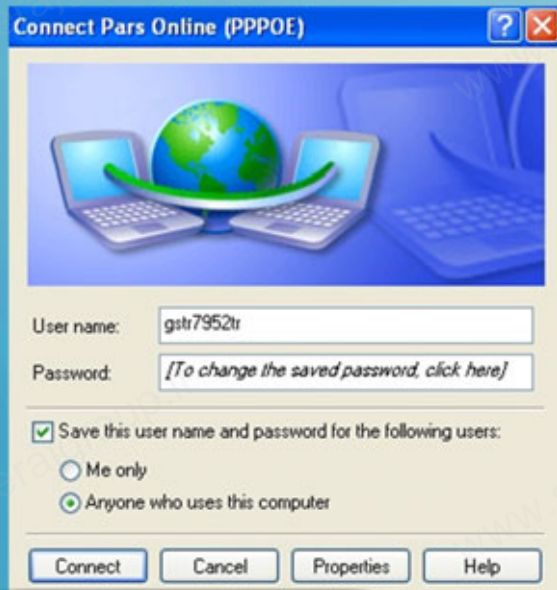 Connect Pars Online (PPPOE)
User name: gstr7952tr
Password: [To change the saved password, click here]
Save this user name and password for the following users:
Me only
Anyone who uses this computer
Connect Cancel Properties Help